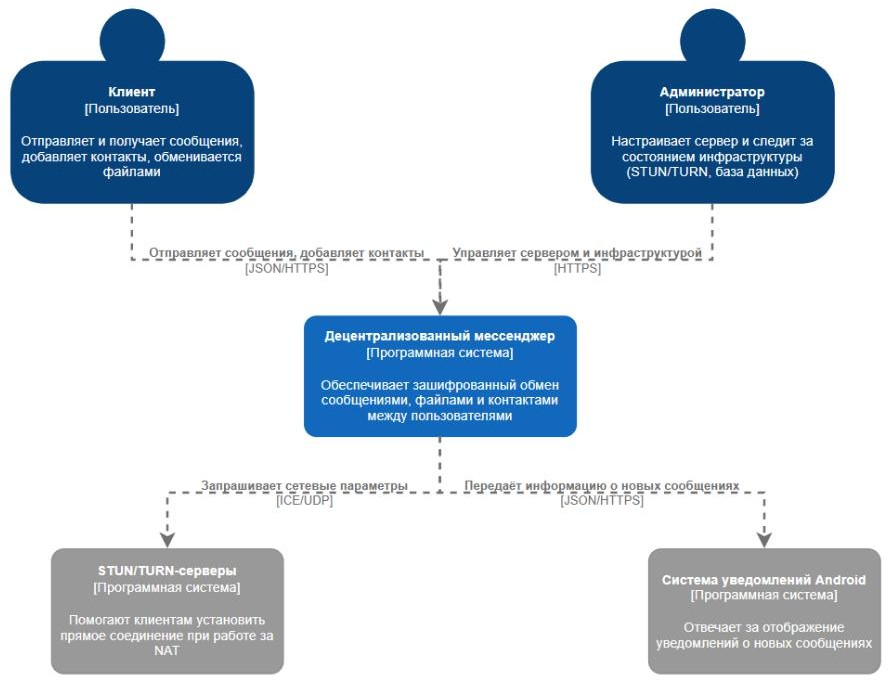 Клиент
[Пользователь]
Отправляет и получает сообщения,
добавляет контакты, обменивается
файлами
Администратор
[Пользователь]
Настраивает сервер и следит за
состоянием инфраструктуры
(STUN/TURN, база данных)
Отправляет сообщения, добавляет контакты
[JSON/HTTPS]
Управляет сервером и инфраструктурой
[HTTPS]
Децентрализованный мессенджер
[Программная система]
Обеспечивает зашифрованный обмен
сообщениями, файлами и контактами
между пользователями
Запрашивает сетевые параметры
[ICE/UDP]
Передаёт информацию о новых сообщениях
[JSON/HTTPS]
STUN/TURN-серверы
[Программная система]
Помогают клиентам установить
прямое соединение при работе за
NAT
Система уведомлений Android
[Программная система]
Отвечает за отображение
уведомлений о новых сообщениях